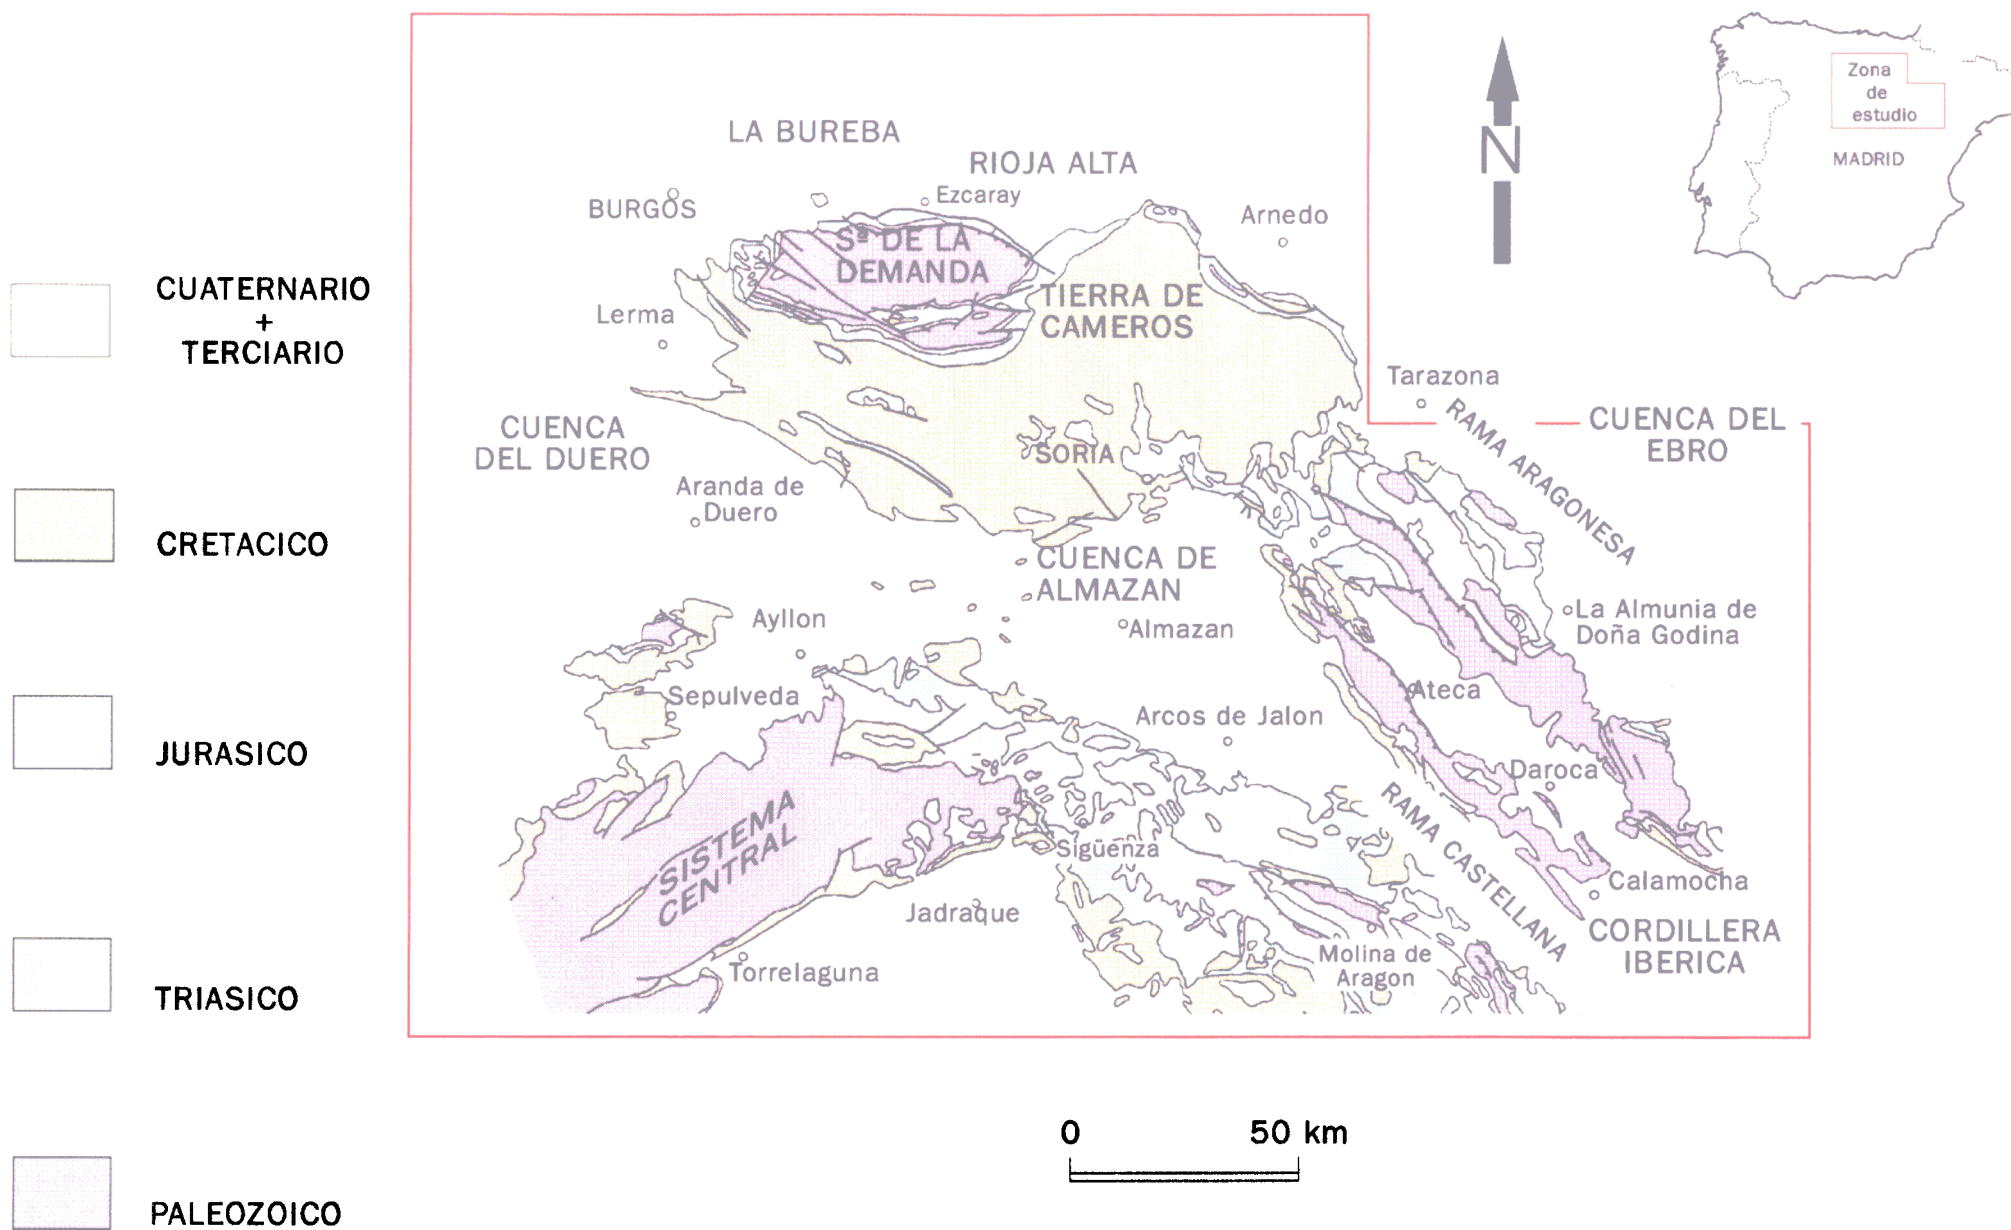 LA BUREBA
RIOJA ALTA
BURGOS
Ezcaray
Arnedo
Sª DE LA
DEMANDA
Lerma
TIERRA DE
CAMEROS
Tarazona
CUENCA
DEL DUERO
SORIA
RAMA ARAGONESA
CUENCA DEL
EBRO
Aranda de
Duero
CUENCA DE
ALMAZAN
Ayllon
Almazan
La Almunia de
Doña Godina
Sepulveda
Ateca
Arcos de Jalon
Daroca
SISTEMA
CENTRAL
Sigüenza
RAMA CASTELLANA
Calamocha
Jadraque
CORDILLERA
IBERICA
Torrelaguna
Molina de
Aragon
N
Zona
de
estudio
MADRID
CUATERNARIO
+
TERCIARIO
CRETACICO
JURASICO
TRIASICO
PALEOZOICO
0 50 km